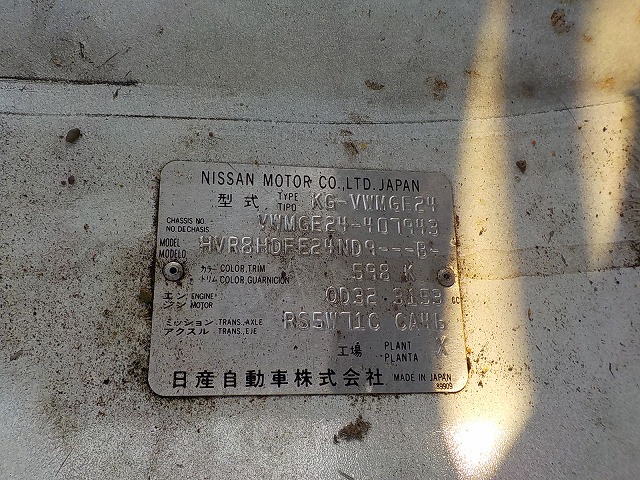 NISSAN MOTOR CO.,LTD.JAPAN
型式 TYPE TIPO KG-VWMGE24
CHASSIS NO. NO DECHASIS VWMGE24-407943
MODEL MODELO HVR8HDFE24ND9---B-
カラー COLOR,TRIM 598 K
トリム COLOR,GUARNICION
エンジン ENGINE MOTOR QD32 3153 CC
ミッション TRANS.,AXLE RS5W71C CA46
アクスル TRANS.,EJE
工場 PLANT PLANTA X
日産自動車株式会社 MADE IN JAPAN
89909